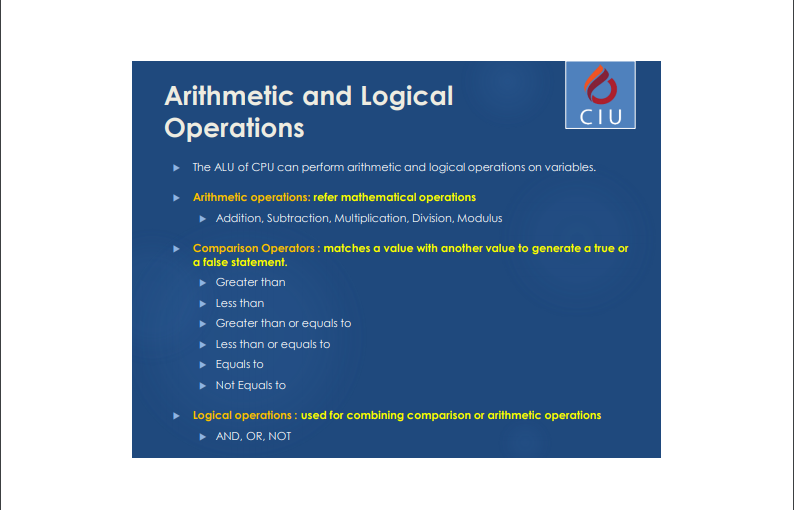 Arithmetic and Logical
Operations
CIU
The ALU of CPU can perform arithmetic and logical operations on variables.
Arithmetic operations: refer mathematical operations
Addition, Subtraction, Multiplication, Division, Modulus
Comparison Operators : matches a value with another value to generate a true or
a false statement.
Greater than
Less than
Greater than or equals to
Less than or equals to
Equals to
Not Equals to
Logical operations : used for combining comparison or arithmetic operations
AND, OR, NOT